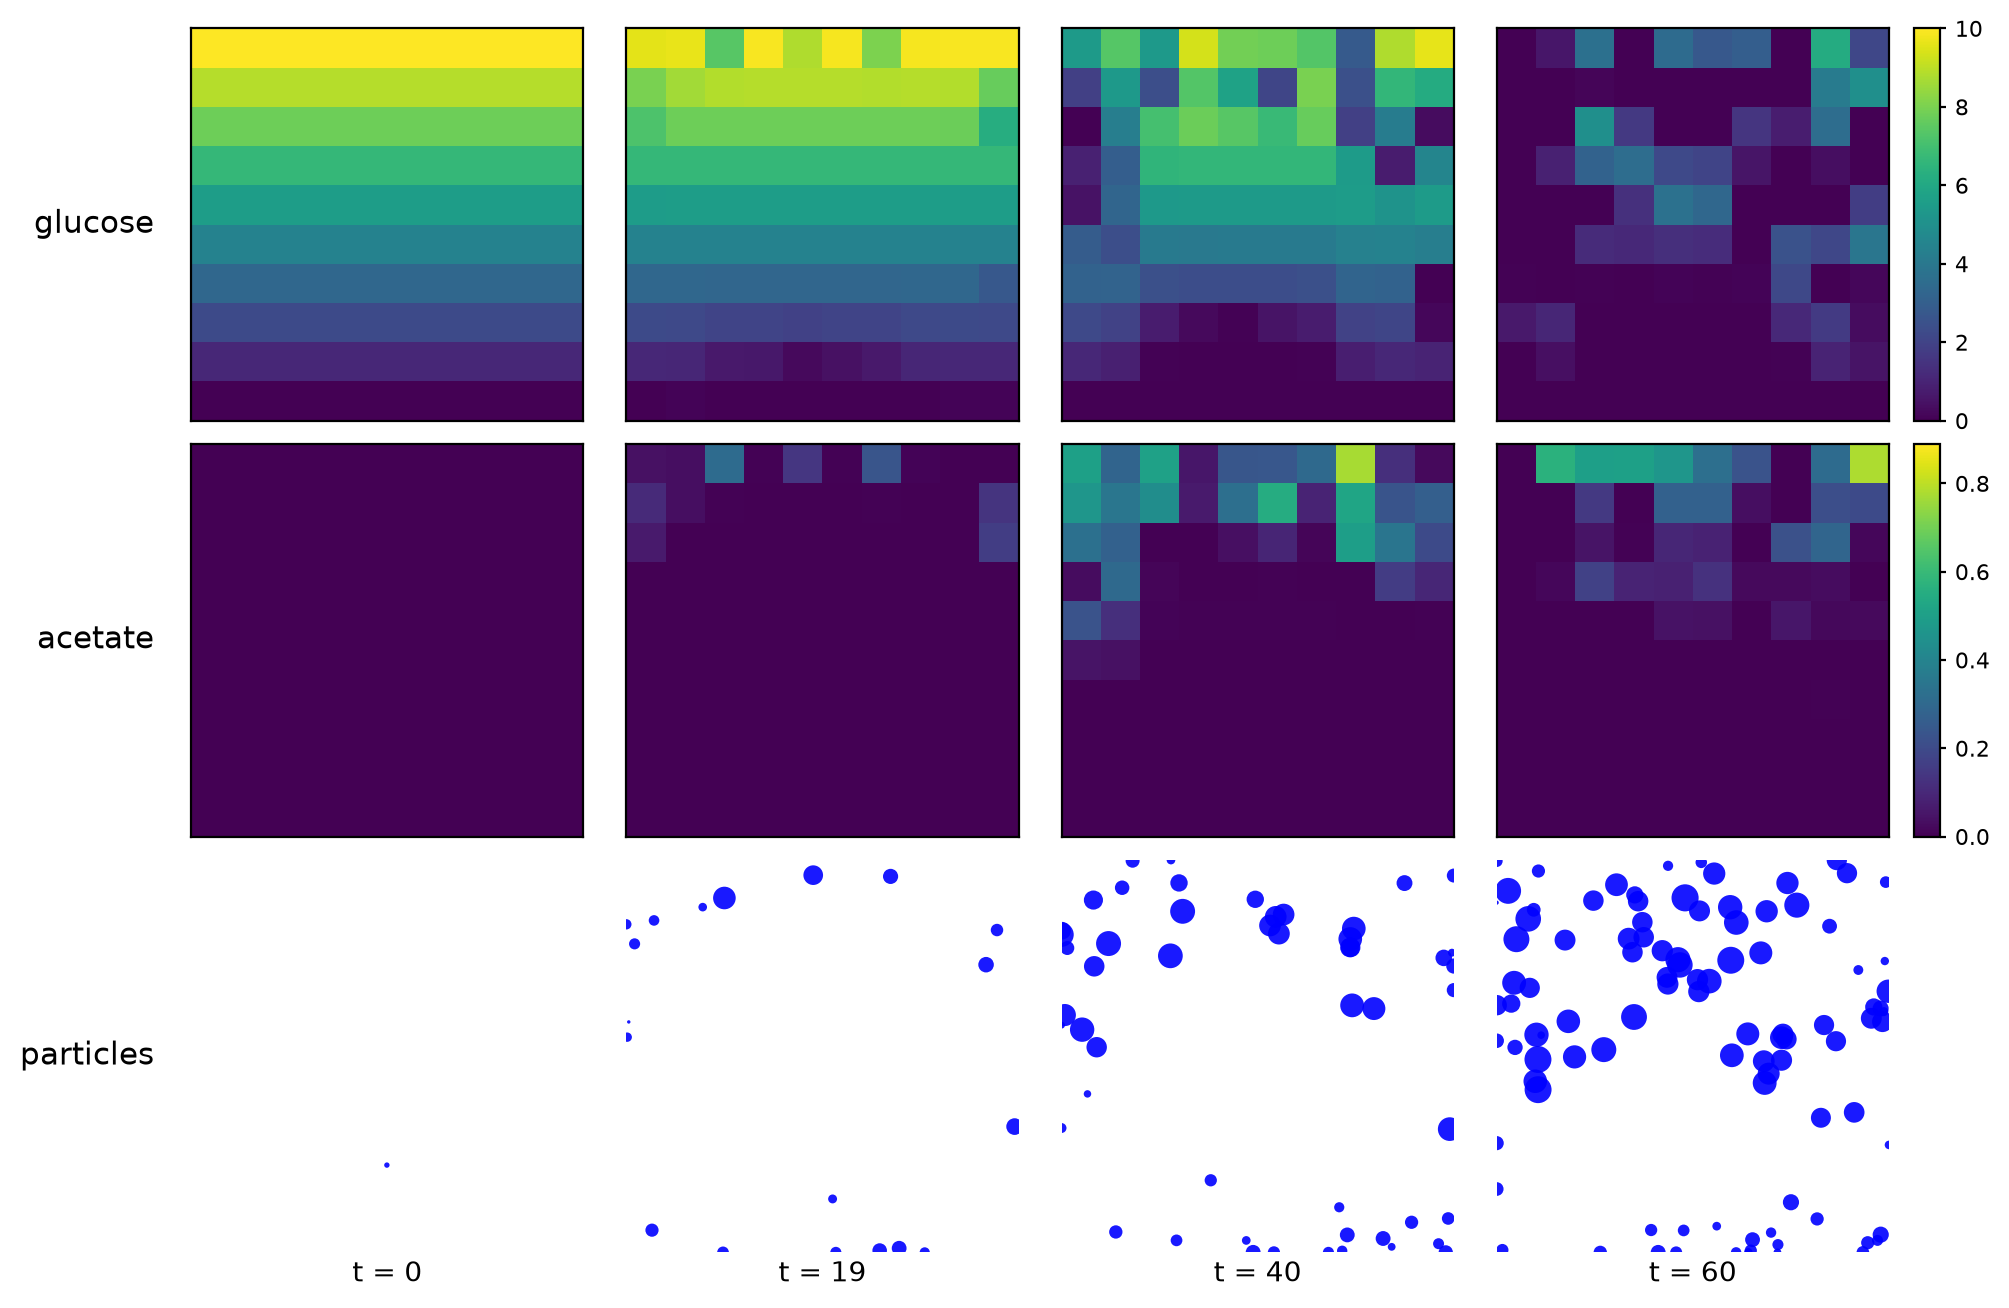 glucose
10
8
6
4
2
0
acetate
0.8
0.6
0.4
0.2
0.0
particles
t = 0
t = 19
t = 40
t = 60